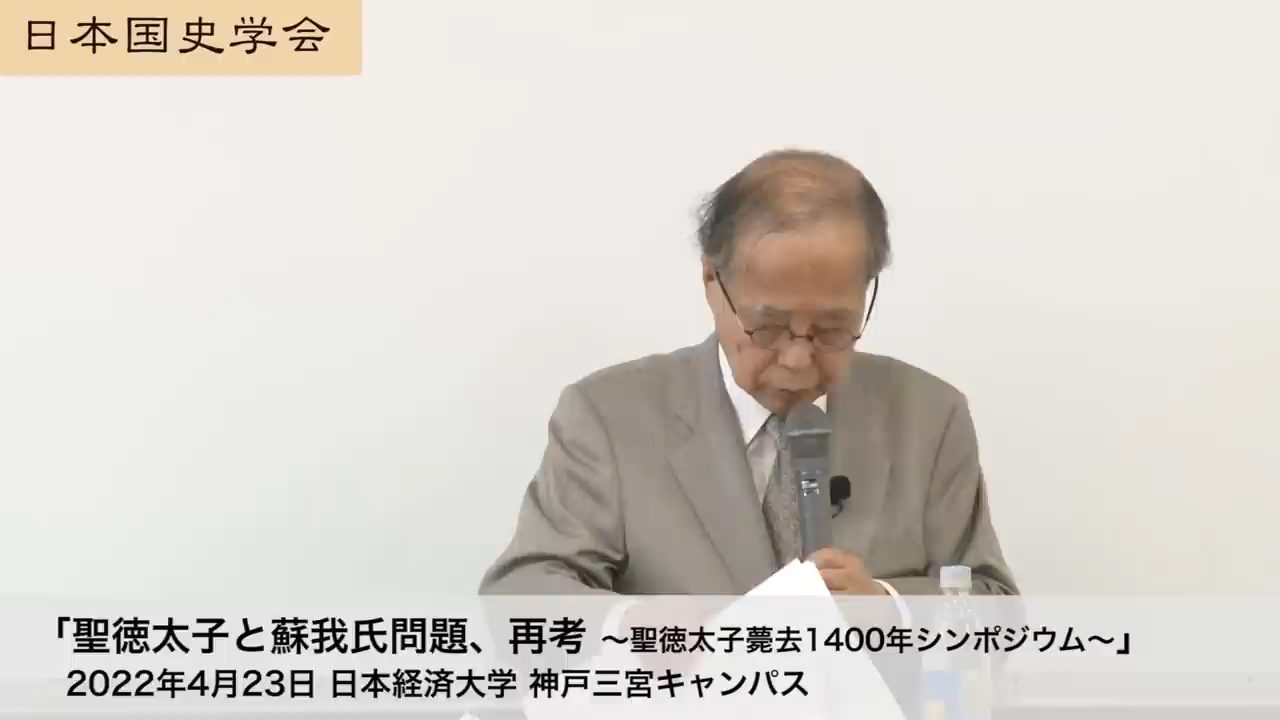 日本国史学会
「聖徳太子と蘇我氏問題、再考 ～聖徳太子薨去1400年シンポジウム～」
2022年4月23日 日本経済大学 神戸三宮キャンパス